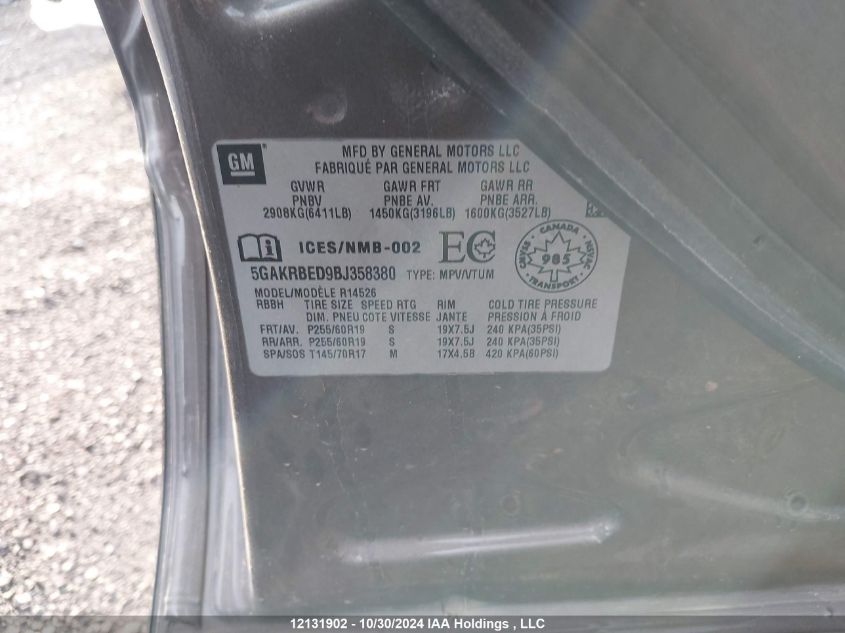 GM
MFD BY GENERAL MOTORS LLC
FABRIQUÉ PAR GENERAL MOTORS LLC
GVWR GAWR FRT GAWR RR
PNBV PNBE AV. PNBE ARR.
2908KG(6411LB) 1450KG(3196LB) 1600KG(3527LB)
ICES/NMB-002 EC CANADA 985 TRANSPORT
5GAKRBED9BJ358380 TYPE: MPV/VTUM
MODEL/MODÈLE R14526
RBBH TIRE SIZE SPEED RTG RIM COLD TIRE PRESSURE
DIM. PNEU COTE VITESSE JANTE PRESSION À FROID
FRT/AV. P255/60R19 S 19X7.5J 240 KPA(35PSI)
RR/ARR. P255/60R19 S 19X7.5J 240 KPA(35PSI)
SPA/SOS T145/70R17 M 17X4.5B 420 KPA(60PSI)
12131902 - 10/30/2024 IAA Holdings , LLC